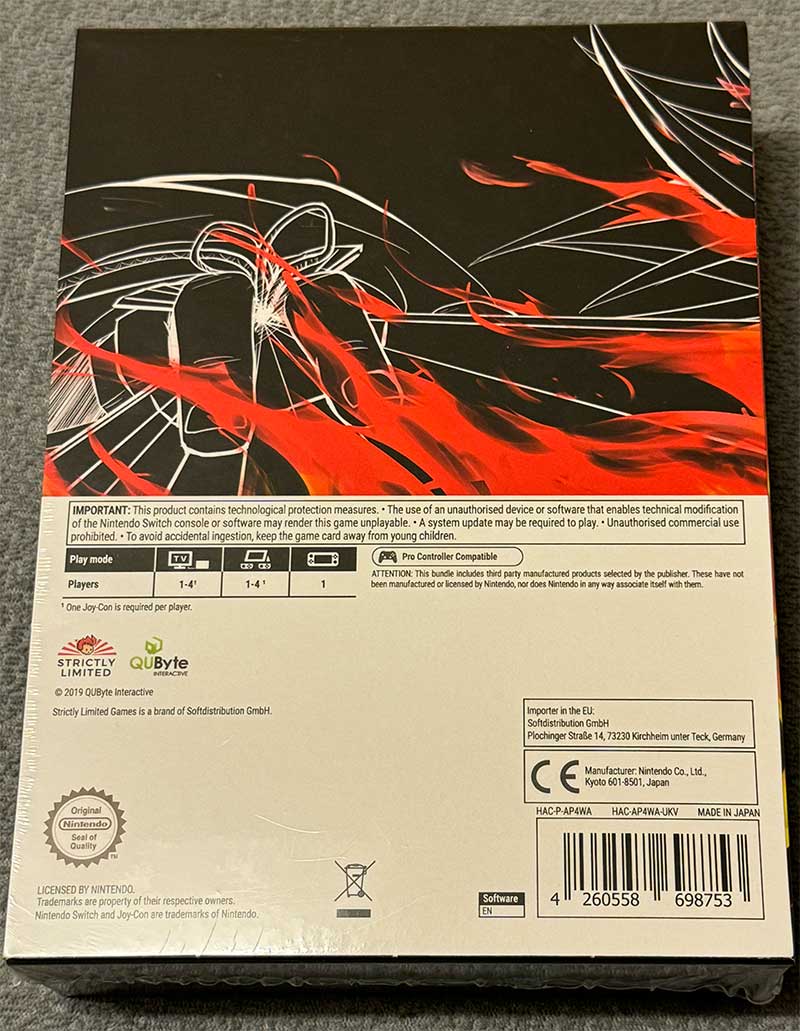 IMPORTANT: This product contains technological protection measures. • The use of an unauthorised device or software that enables technical modification
of the Nintendo Switch console or software may render this game unplayable. • A system update may be required to play. • Unauthorised commercial use
prohibited. • To avoid accidental ingestion, keep the game card away from young children.
Play mode TV
Players 1-4¹ 1-4 ¹ 1
¹ One Joy-Con is required per player.
Pro Controller Compatible
ATTENTION: This bundle includes third party manufactured products selected by the publisher. These have not
been manufactured or licensed by Nintendo, nor does Nintendo in any way associate itself with them.
STRICTLY
LIMITED
QUByte
INTERACTIVE
© 2019 QUByte Interactive
Strictly Limited Games is a brand of Softdistribution GmbH.
Importer in the EU:
Softdistribution GmbH
Plochinger Straße 14, 73230 Kirchheim unter Teck, Germany
CE
Manufacturer: Nintendo Co., Ltd.,
Kyoto 601-8501, Japan
HAC-P-AP4WA HAC-AP4WA-UKV MADE IN JAPAN
Original
Nintendo
Seal of
Quality
TM
LICENSED BY NINTENDO.
Trademarks are property of their respective owners.
Nintendo Switch and Joy-Con are trademarks of Nintendo.
Software
EN
4 260558 698753